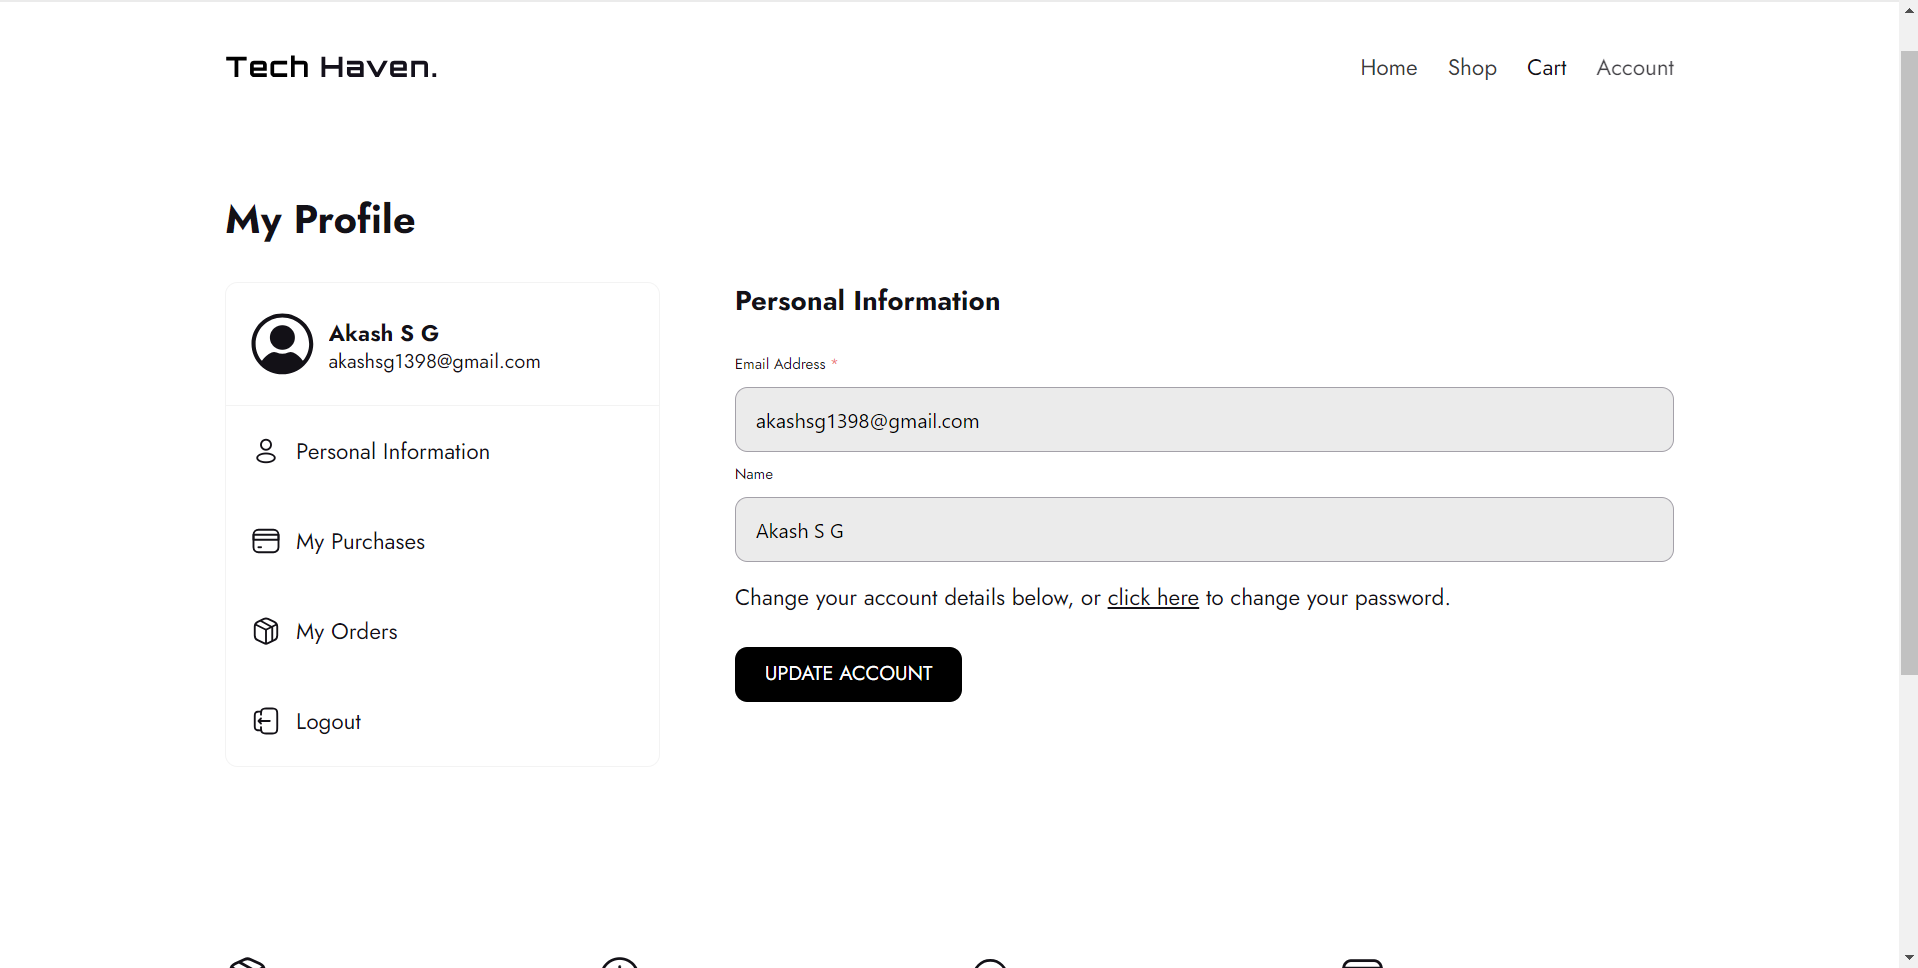 Tech Haven.
Home Shop Cart Account
My Profile
Akash S G
akashsg1398@gmail.com
Personal Information
My Purchases
My Orders
Logout
Personal Information
Email Address *
akashsg1398@gmail.com
Name
Akash S G
Change your account details below, or click here to change your password.
UPDATE ACCOUNT